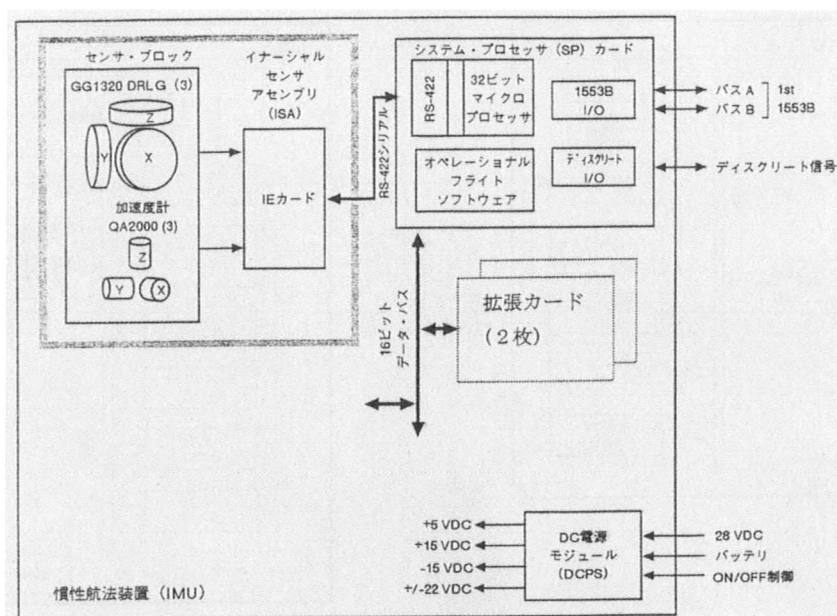 センサ・ブロック
GG1320 DRLG (3)
Z
Y
X
加速度計
QA2000 (3)
Z
Y
X
イナーシャル
センサ
アセンブリ
(ISA)
IEカード
RS-422シリアル
システム・プロセッサ (SP) カード
RS-422
32ビット
マイクロ
プロセッサ
1553B
I/O
オペレーショナル
フライト
ソフトウェア
ディスクリート
I/O
バス A
バス B
1st
1553B
ディスクリート信号
16ビット
データ・バス
拡張カード
(2枚)
+5 VDC
+15 VDC
-15 VDC
+/-22 VDC
DC電源
モジュール
(DCPS)
28 VDC
バッテリ
ON/OFF制御
慣性航法装置 (IMU)